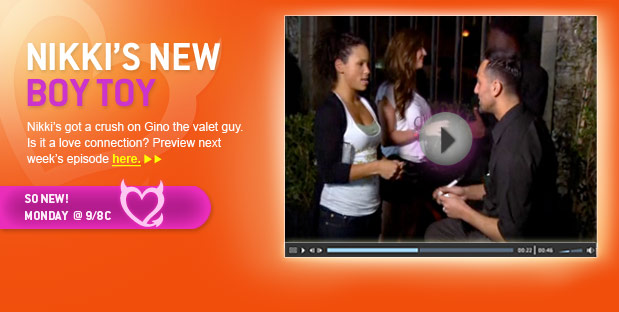 NIKKI'S NEW
BOY TOY
Nikki's got a crush on Gino the valet guy.
Is it a love connection? Preview next
week's episode here.
SO NEW!
MONDAY @ 9/8C
00:22 00:46